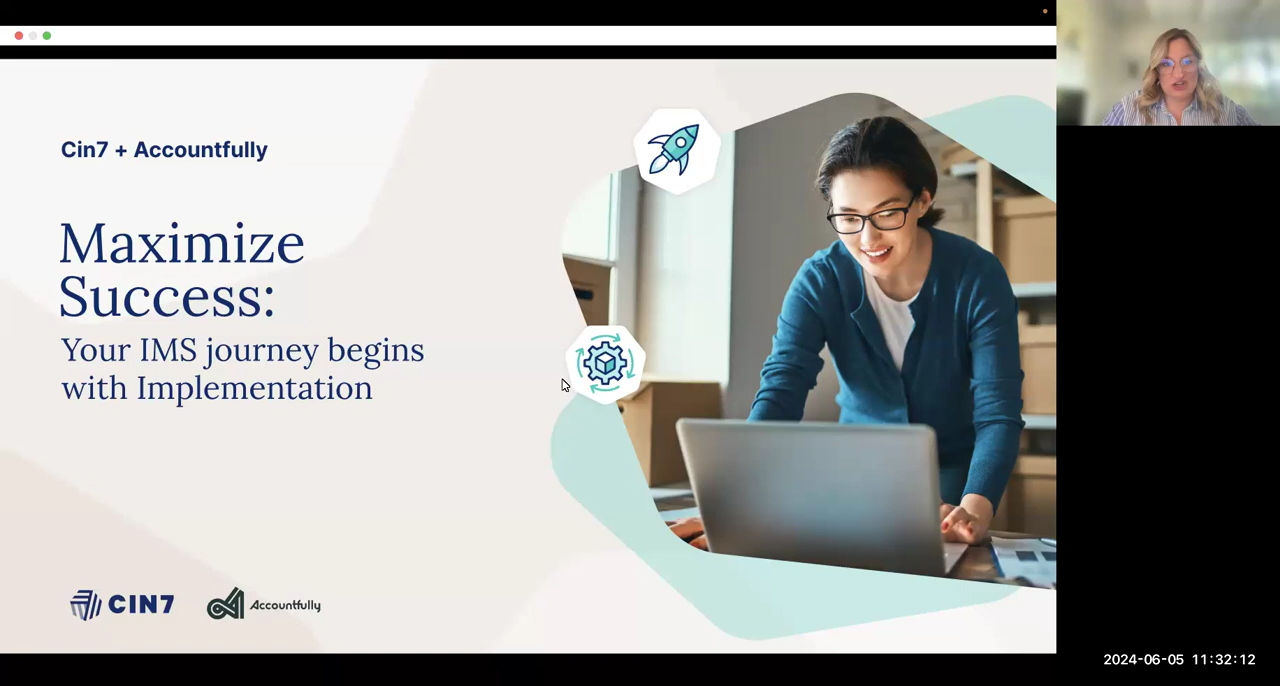 Cin7 + Accountfully
Maximize
Success:
Your IMS journey begins
with Implementation
CIN7
Accountfully
2024-06-05 11:32:12